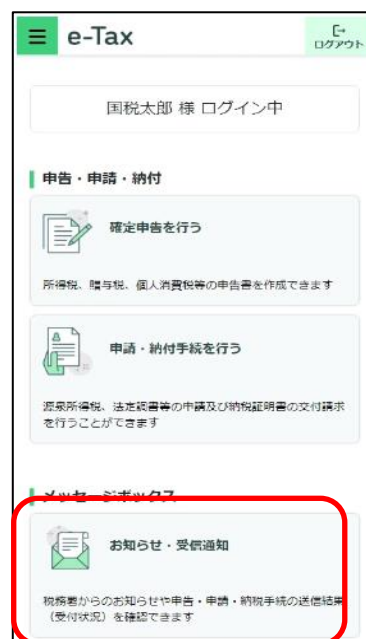 e-Tax
ログアウト
国税太郎 様 ログイン中
申告・申請・納付
確定申告を行う
所得税、贈与税、個人消費税等の申告書を作成できます
申請・納付手続を行う
源泉所得税、法定調書等の申請及び納税証明書の交付請求
を行うことができます
メッセージボックス
お知らせ・受信通知
税務署からのお知らせや申告・申請・納税手続の送信結果
（受付状況）を確認できます